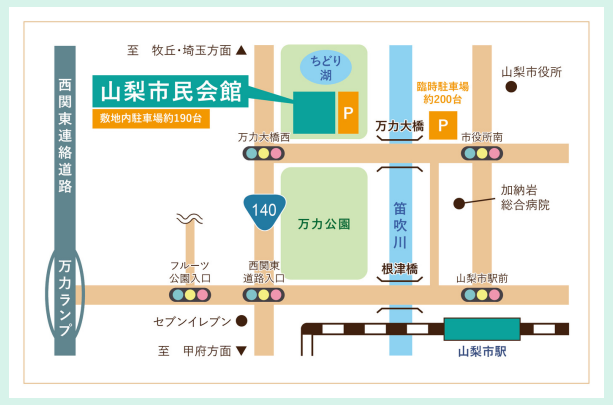 至 牧丘・埼玉方面
ちどり
湖
山梨市役所
山梨市民会館
敷地内駐車場約190台
P
臨時駐車場
約200台
P
西関東連絡道路
万力大橋西
万力大橋
市役所南
140
万力公園
笛吹川
加納岩
総合病院
万力ランプ
フルーツ
公園入口
西関東
道路入口
根津橋
山梨市駅前
セブンイレブン
至 甲府方面
山梨市駅